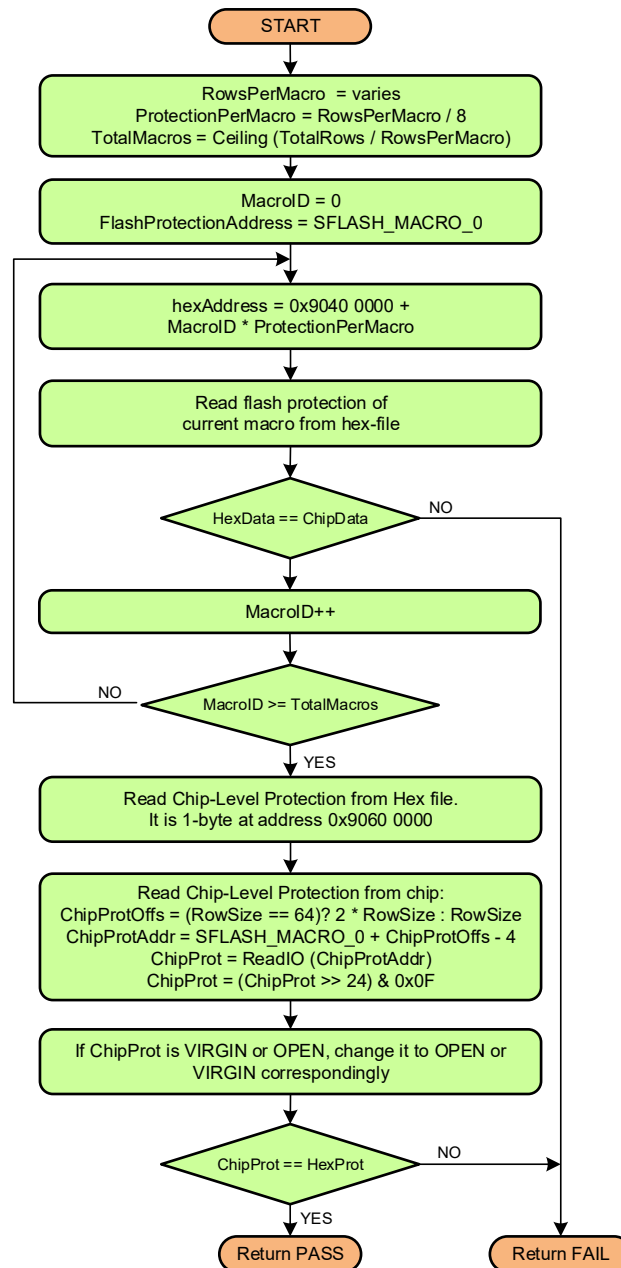 START
RowsPerMacro = varies
ProtectionPerMacro = RowsPerMacro / 8
TotalMacros = Ceiling (TotalRows / RowsPerMacro)
MacroID = 0
FlashProtectionAddress = SFLASH_MACRO_0
hexAddress = 0x9040 0000 +
MacroID * ProtectionPerMacro
Read flash protection of
current macro from hex-file
HexData == ChipData
NO
MacroID++
MacroID >= TotalMacros
NO
YES
Read Chip-Level Protection from Hex file.
It is 1-byte at address 0x9060 0000
Read Chip-Level Protection from chip:
ChipProtOffs = (RowSize == 64)? 2 * RowSize : RowSize
ChipProtAddr = SFLASH_MACRO_0 + ChipProtOffs - 4
ChipProt = ReadIO (ChipProtAddr)
ChipProt = (ChipProt >> 24) & 0x0F
If ChipProt is VIRGIN or OPEN, change it to OPEN or
VIRGIN correspondingly
ChipProt == HexProt
NO
YES
Return PASS
Return FAIL